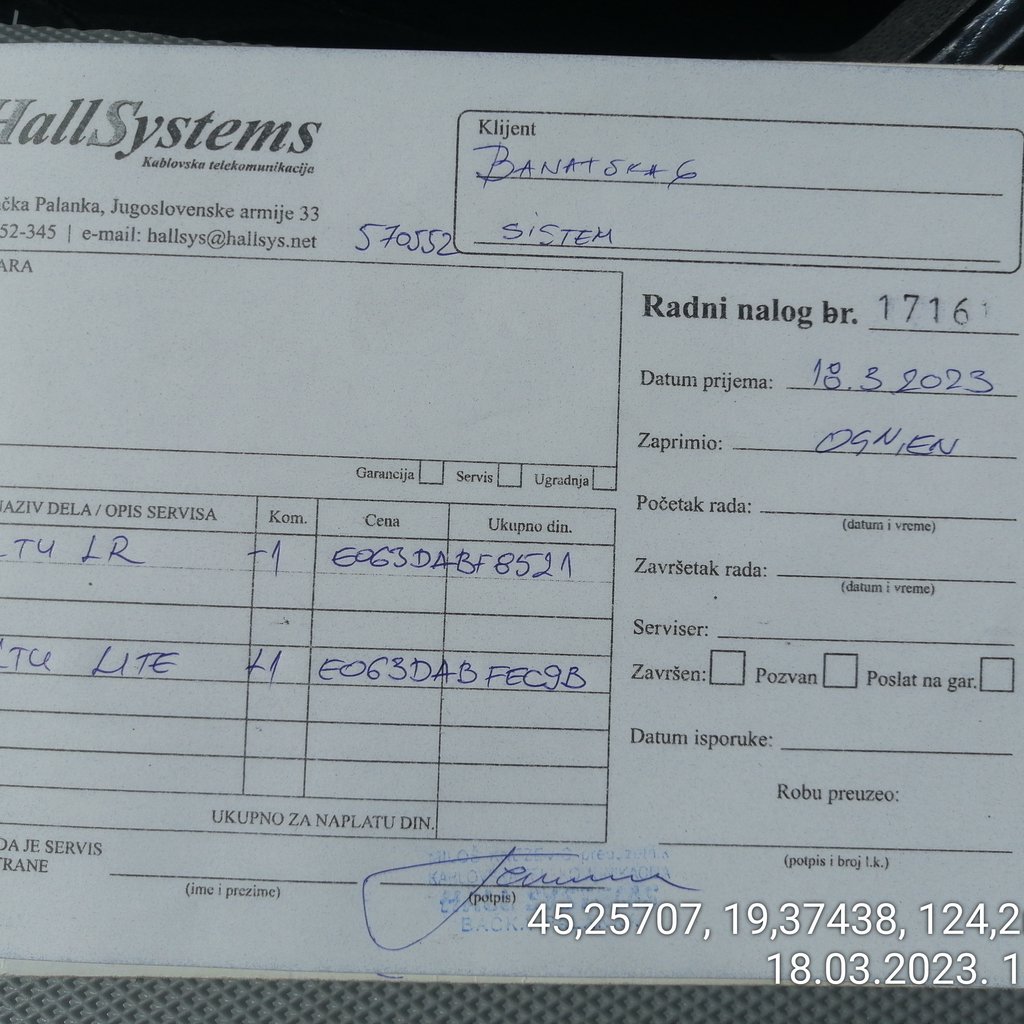 HallSystems
Kablovska telekomunikacija
čka Palanka, Jugoslovenske armije 33
52-345 | e-mail: hallsys@hallsys.net
570552
Klijent
BANATSKA 6
SISTEM
ARA
Radni nalog br. 1716
Datum prijema: 18.3 2023
Zaprimio: OGNJEN
Garancija Servis Ugradnja
Početak rada:
(datum i vreme)
NAZIV DELA / OPIS SERVISA Kom. Cena Ukupno din.
LTU LR -1 E063DABF8521
Završetak rada:
(datum i vreme)
Serviser:
LTU LITE +1 E063DABFEC9B
Završen: Pozvan Poslat na gar.
Datum isporuke:
Robu preuzeo:
UKUPNO ZA NAPLATU DIN.
DA JE SERVIS
TRANE
(ime i prezime)
(potpis)
(potpis i broj l.k.)
45,25707, 19,37438, 124,2
18.03.2023. 1